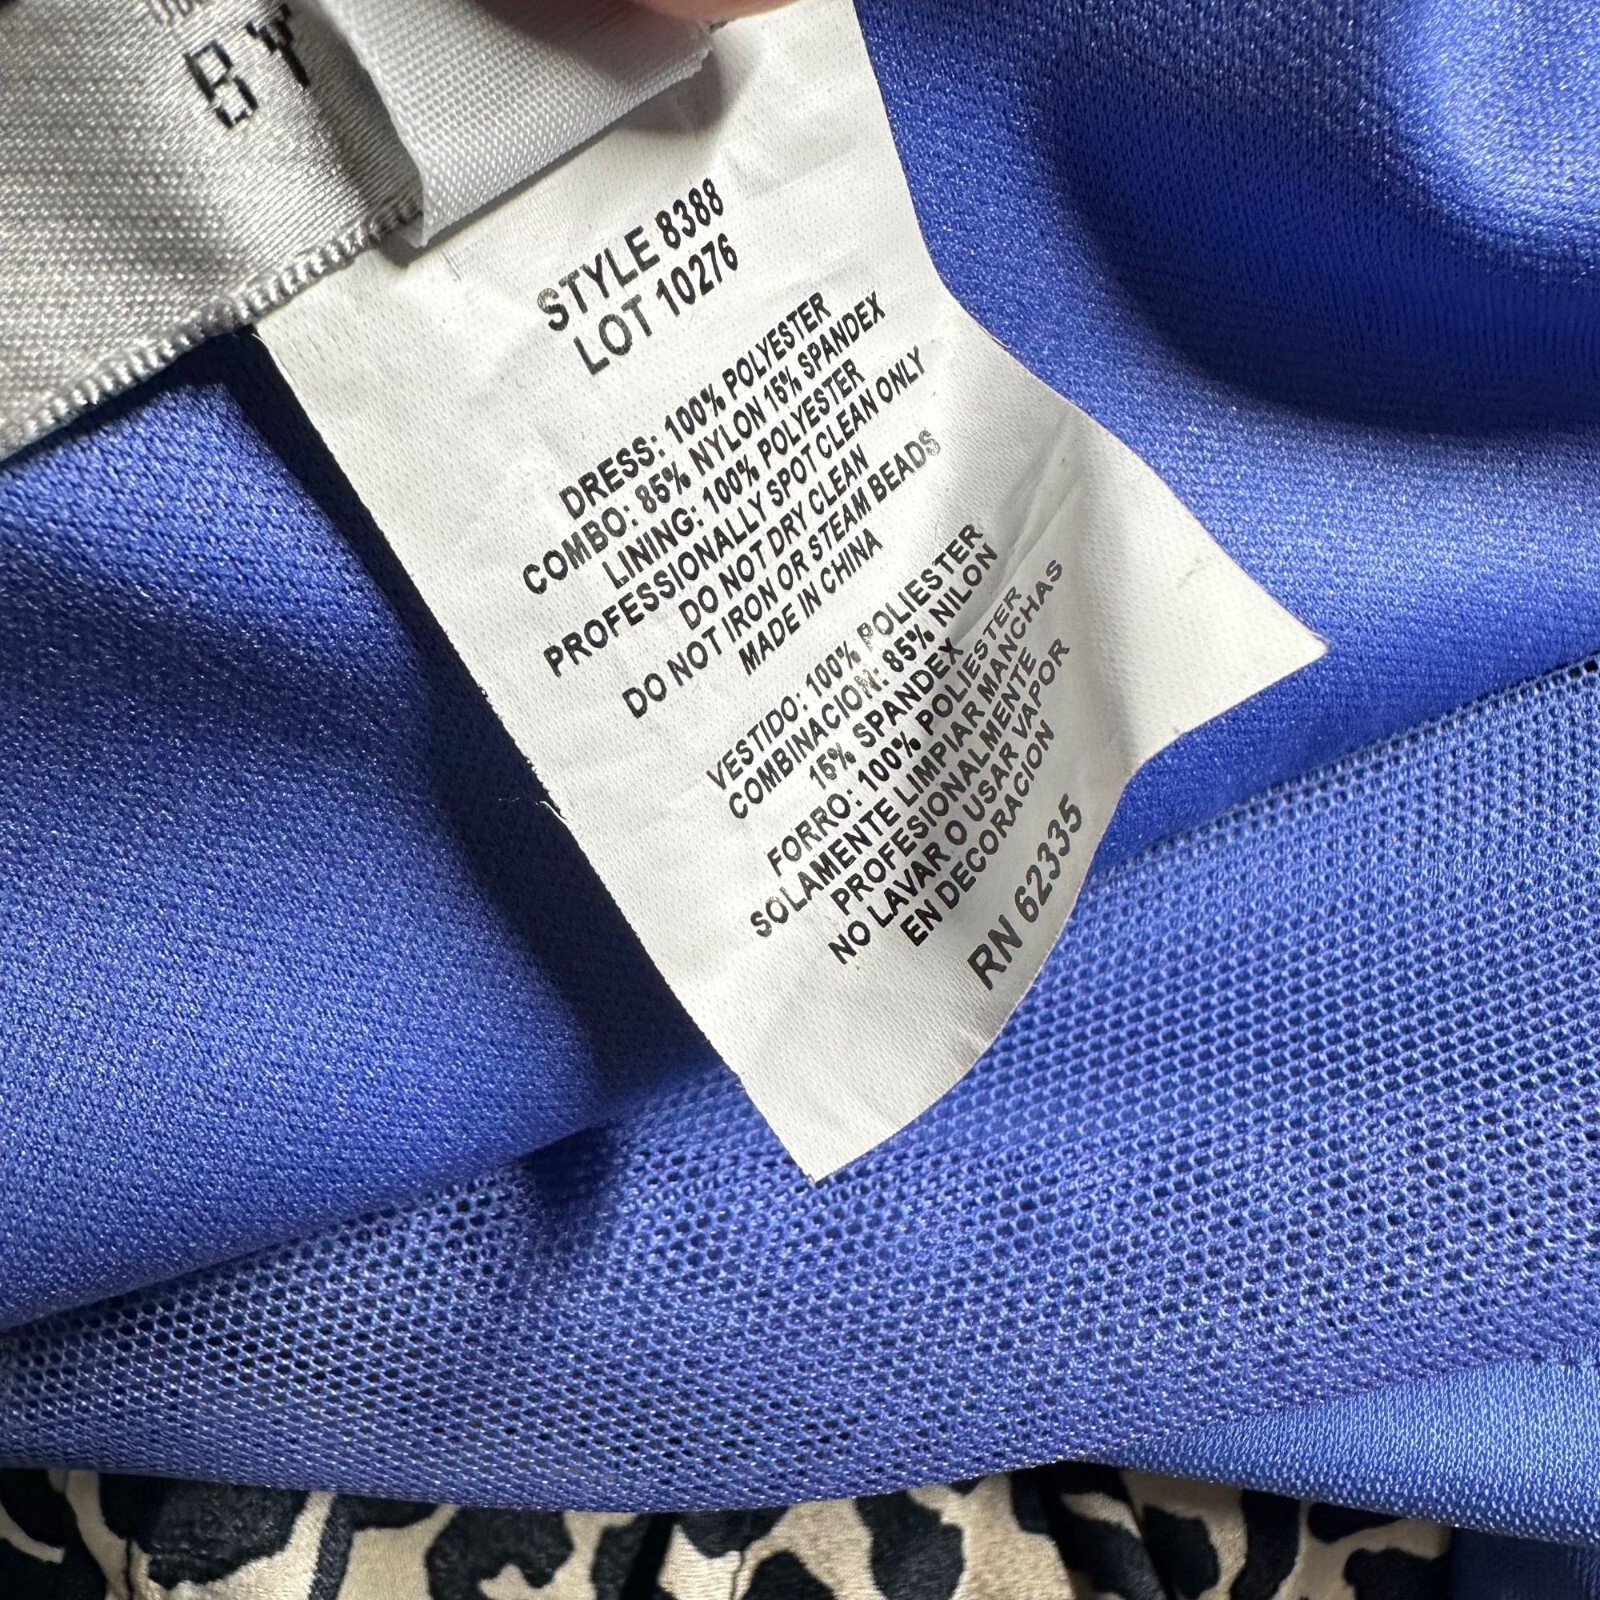 BY
STYLE 8388
LOT 10276
DRESS: 100% POLYESTER
COMBO: 85% NYLON 15% SPANDEX
LINING: 100% POLYESTER
PROFESSIONALLY SPOT CLEAN ONLY
DO NOT DRY CLEAN
DO NOT IRON OR STEAM BEADS
MADE IN CHINA
VESTIDO: 100% POLIESTER
COMBINACION: 85% NILON
15% SPANDEX
FORRO: 100% POLIESTER
SOLAMENTE LIMPIAR MANCHAS
PROFESIONALMENTE
NO LAVAR O USAR VAPOR
EN DECORACION
RN 62335